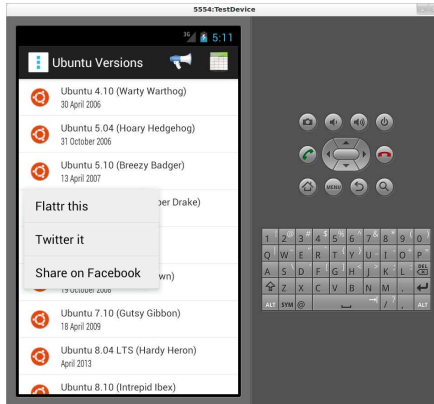 5554:TestDevice
3G 5:11
Ubuntu Versions
Ubuntu 4.10 (Warty Warthog)
30 April 2006
Ubuntu 5.04 (Hoary Hedgehog)
31 October 2006
Ubuntu 5.10 (Breezy Badger)
13 April 2007
per Drake)
Flattr this
Twitter it
Share on Facebook
wn)
19 October 2008
Ubuntu 7.10 (Gutsy Gibbon)
18 April 2009
Ubuntu 8.04 LTS (Hardy Heron)
April 2013
Ubuntu 8.10 (Intrepid Ibex)
MENU
1 2 @ 3 # 4 $ 5 % 6 ^ 7 & 8 * 9 ( 0 )
Q W E R T Y U I O P
A S D F G H J K L DEL
Z X C V B N M .
ALT SYM @ / , ALT